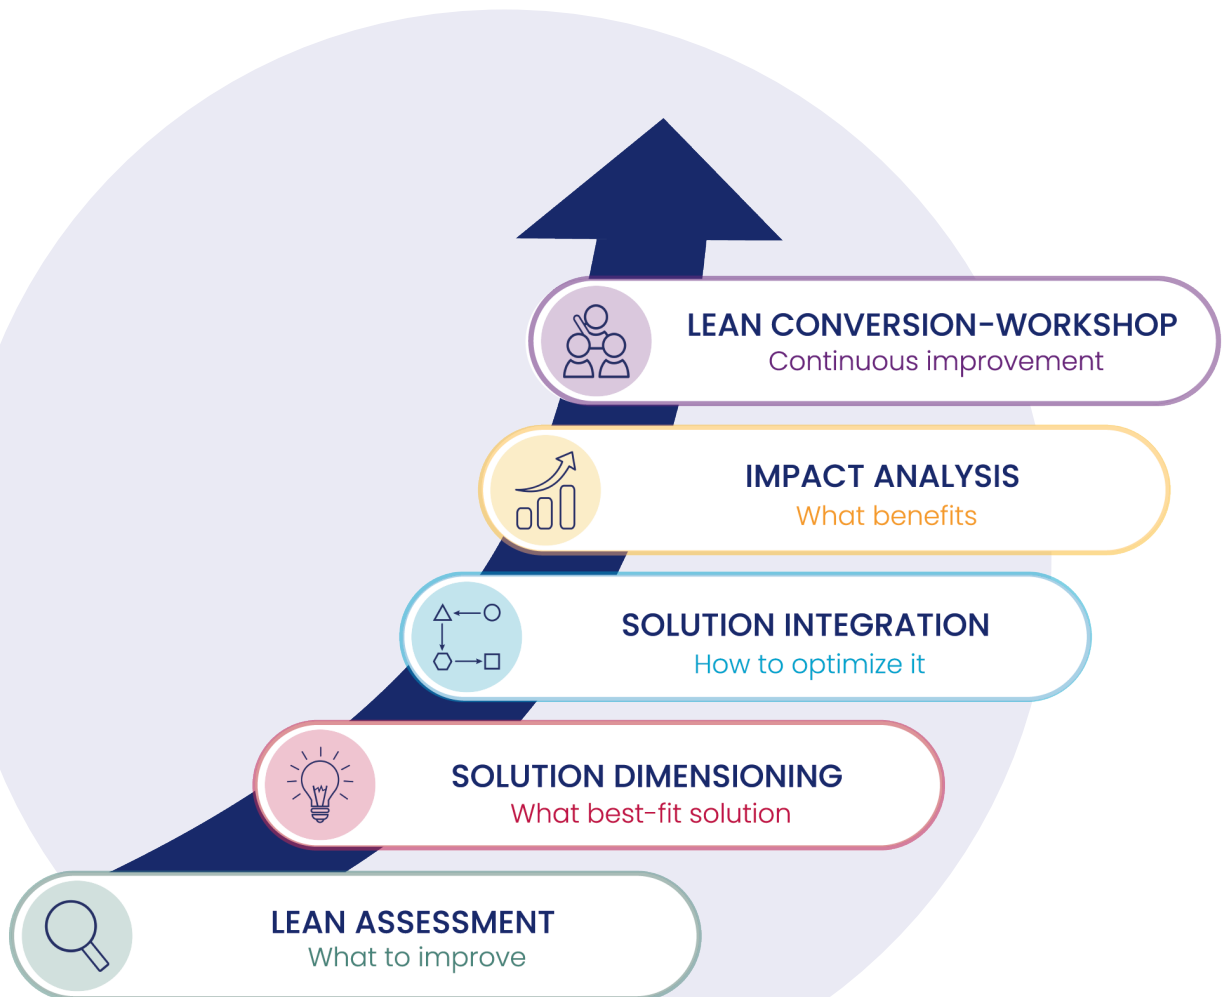 LEAN CONVERSION-WORKSHOP
Continuous improvement
IMPACT ANALYSIS
What benefits
SOLUTION INTEGRATION
How to optimize it
SOLUTION DIMENSIONING
What best-fit solution
LEAN ASSESSMENT
What to improve